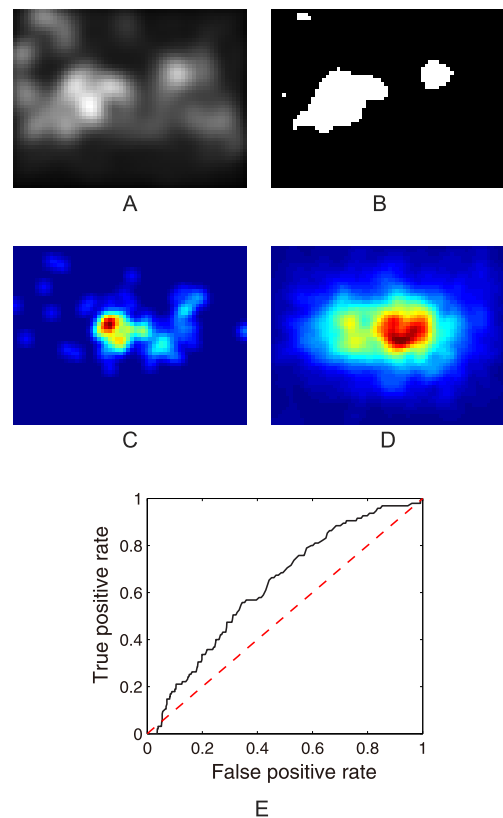 A
B
C
D
1
0.8
0.6
0.4
0.2
0
0 0.2 0.4 0.6 0.8 1
True positive rate
False positive rate
E